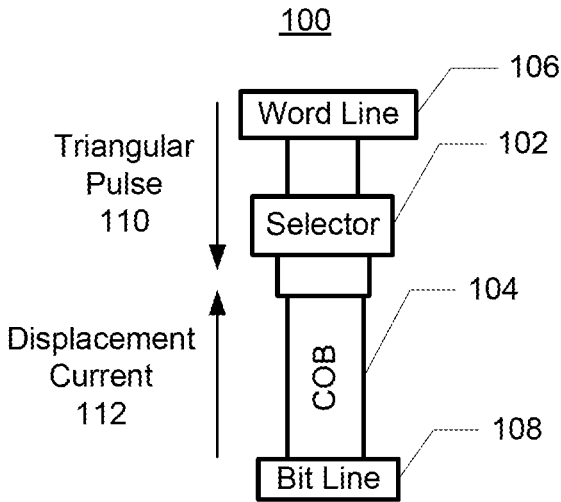 100
106
Word Line
Triangular
Pulse
110
102
Selector
104
Displacement
Current
112
COB
108
Bit Line